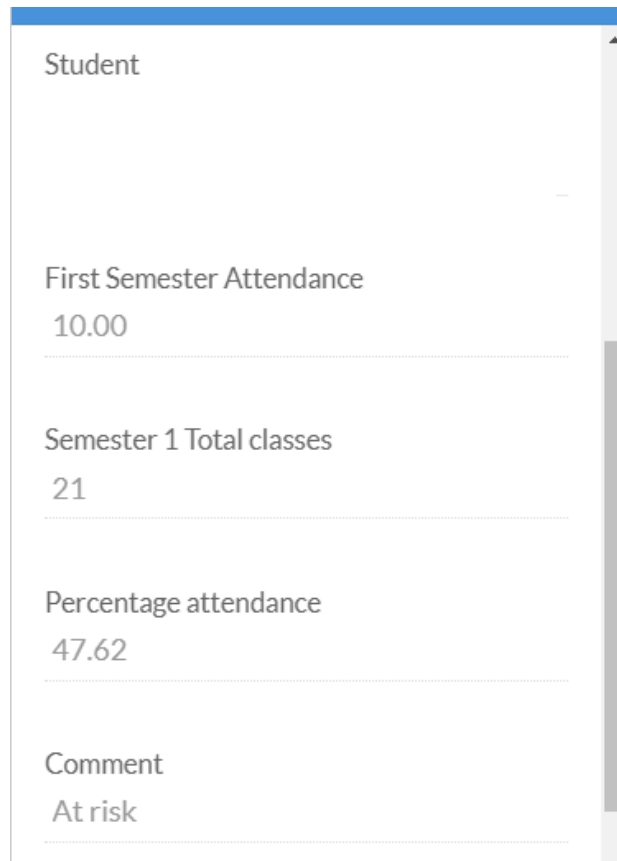 Student
First Semester Attendance
10.00
Semester 1 Total classes
21
Percentage attendance
47.62
Comment
At risk